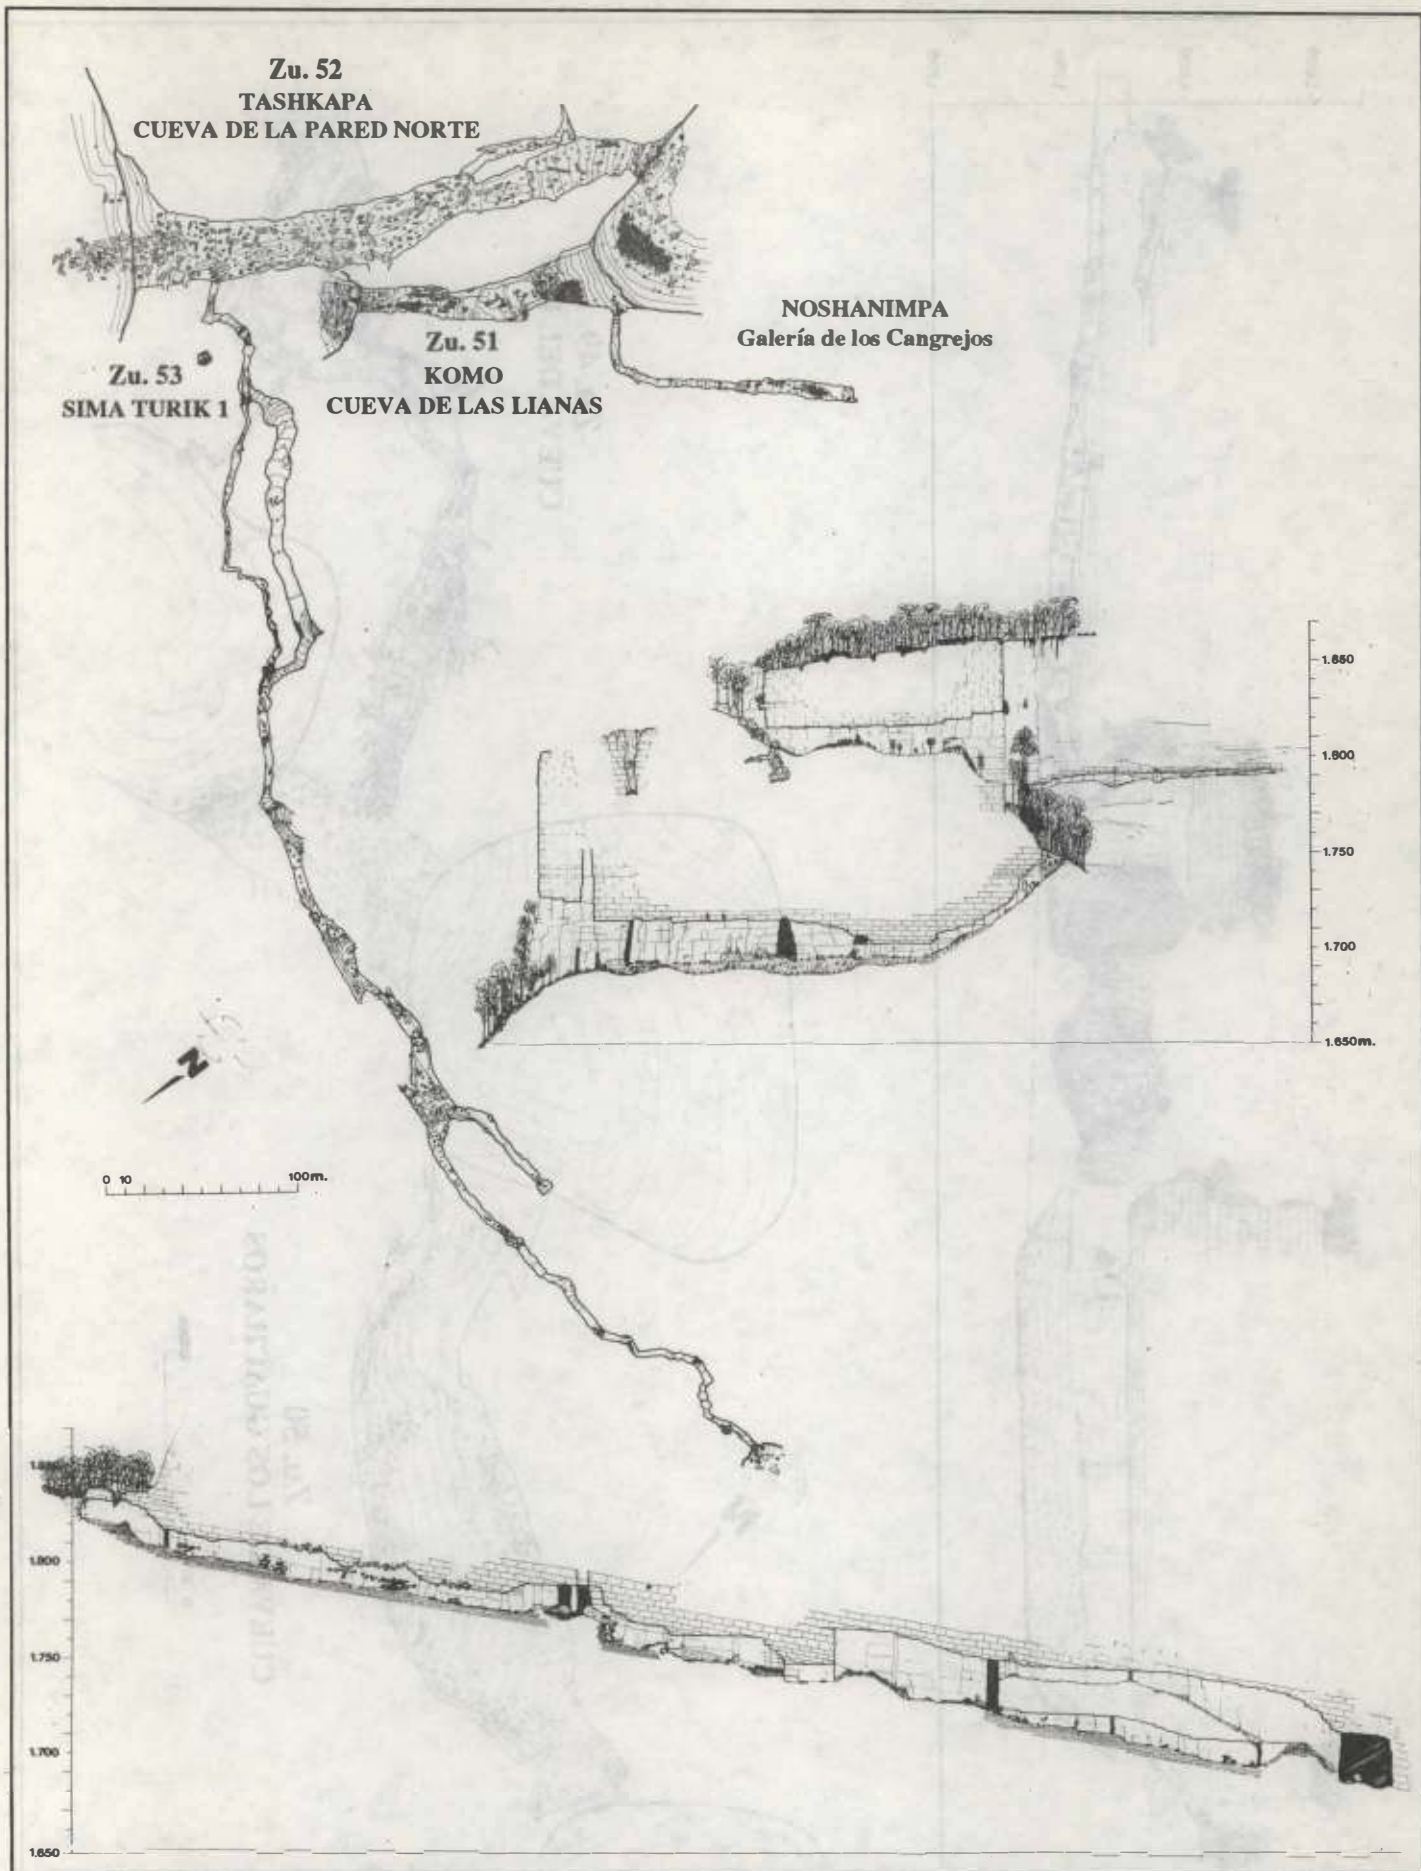 Zu. 52
TASHKAPA
CUEVA DE LA PARED NORTE
NOSHANIMPA
Galería de los Cangrejos
Zu. 51
KOMO
CUEVA DE LAS LIANAS
Zu. 53
SIMA TURIK 1
1.850
1.800
1.750
1.700
1.650m.
N
0 10 100m.
1.800
1.750
1.700
1.650